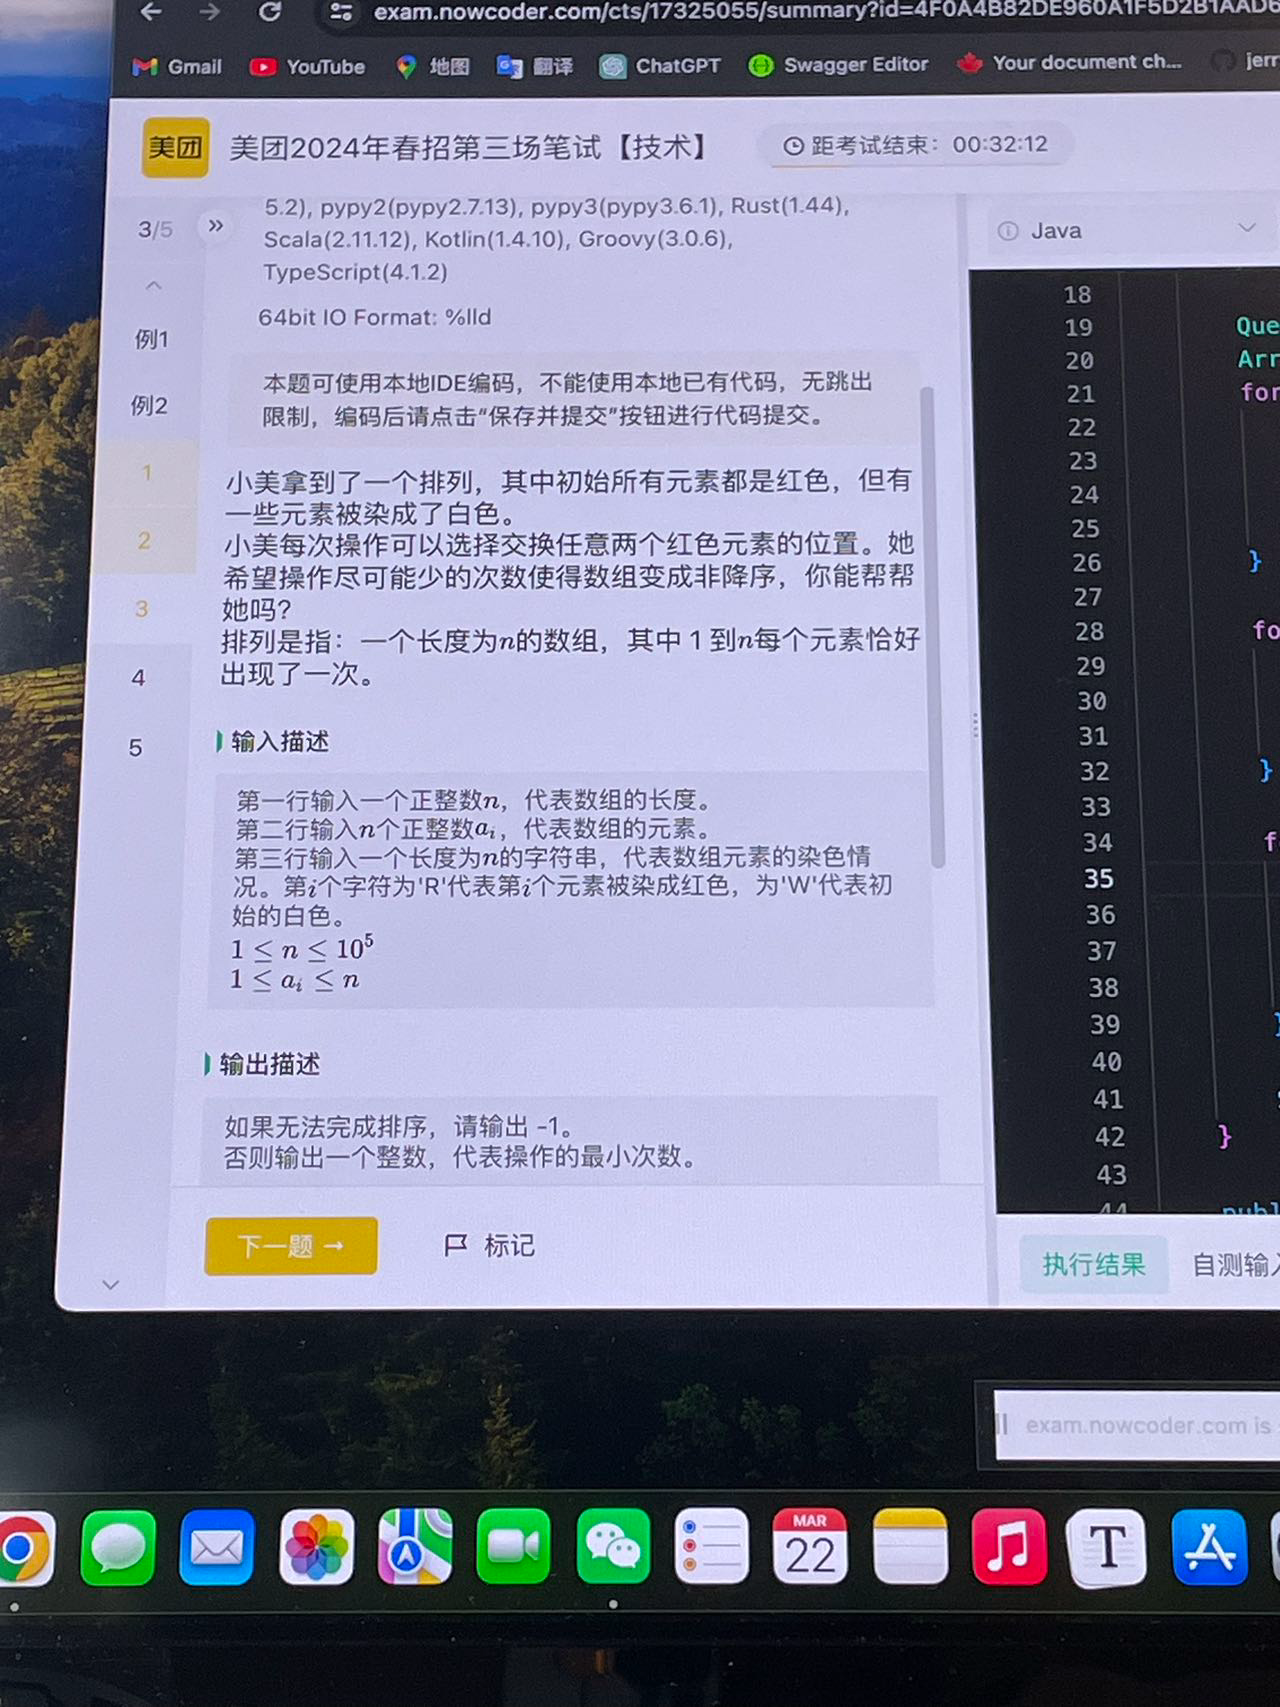 exam.nowcoder.com/cts/17325055/summary?id=4F0A4B82DE960A1F5D2B1AAD6
Gmail
YouTube
地图
翻译
ChatGPT
Swagger Editor
Your document ch...
jerr
美团
美团2024年春招第三场笔试【技术】
距考试结束：00:32:12
3/5
5.2), pypy2(pypy2.7.13), pypy3(pypy3.6.1), Rust(1.44),
Scala(2.11.12), Kotlin(1.4.10), Groovy(3.0.6),
TypeScript(4.1.2)
64bit IO Format: %lld
例1
例2
1
2
3
4
5
本题可使用本地IDE编码，不能使用本地已有代码，无跳出
限制，编码后请点击“保存并提交”按钮进行代码提交。
小美拿到了一个排列，其中初始所有元素都是红色，但有
一些元素被染成了白色。
小美每次操作可以选择交换任意两个红色元素的位置。她
希望操作尽可能少的次数使得数组变成非降序，你能帮帮
她吗？
排列是指：一个长度为n的数组，其中 1 到n每个元素恰好
出现了一次。
输入描述
第一行输入一个正整数n，代表数组的长度。
第二行输入n个正整数aᵢ，代表数组的元素。
第三行输入一个长度为n的字符串，代表数组元素的染色情
况。第i个字符为'R'代表第i个元素被染成红色，为'W'代表初
始的白色。
1 ≤ n ≤ 10⁵
1 ≤ aᵢ ≤ n
输出描述
如果无法完成排序，请输出 -1。
否则输出一个整数，代表操作的最小次数。
下一题 →
标记
Java
18
19 Que
20 Arr
21 for
22
23
24
25
26 }
27
28 fo
29
30
31
32 }
33
34 f
35
36
37
38
39
40
41
42 }
43
44 publ
执行结果
自测输入
exam.nowcoder.com is
MAR
22
T